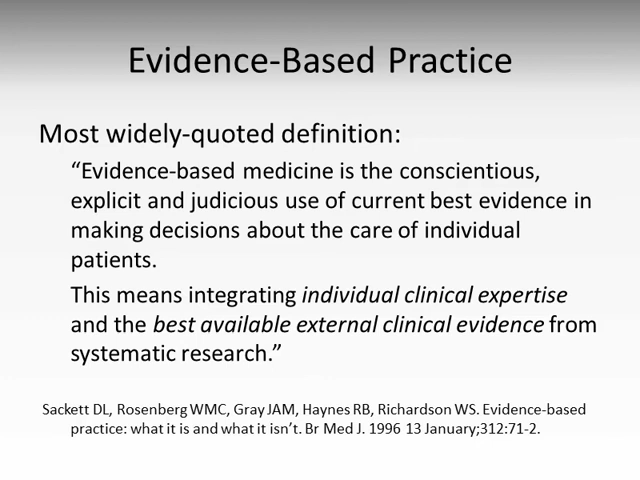 Evidence-Based Practice
Most widely-quoted definition:
“Evidence-based medicine is the conscientious,
explicit and judicious use of current best evidence in
making decisions about the care of individual
patients.
This means integrating individual clinical expertise
and the best available external clinical evidence from
systematic research.”
Sackett DL, Rosenberg WMC, Gray JAM, Haynes RB, Richardson WS. Evidence-based
practice: what it is and what it isn’t. Br Med J. 1996 13 January;312:71-2.